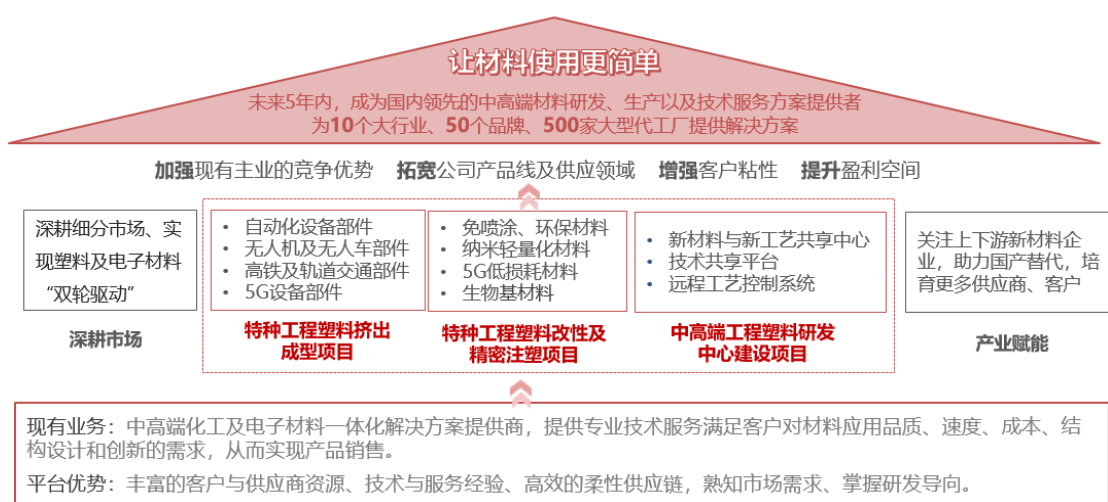 让材料使用更简单
未来5年内，成为国内领先的中高端材料研发、生产以及技术服务方案提供者
为10个大行业、50个品牌、500家大型代工厂提供解决方案
加强现有主业的竞争优势 拓宽公司产品线及供应领域 增强客户粘性 提升盈利空间
深耕细分市场、实
现塑料及电子材料
“双轮驱动”
深耕市场
• 自动化设备部件
• 无人机及无人车部件
• 高铁及轨道交通部件
• 5G设备部件
特种工程塑料挤出
成型项目
• 免喷涂、环保材料
• 纳米轻量化材料
• 5G低损耗材料
• 生物基材料
特种工程塑料改性及
精密注塑项目
• 新材料与新工艺共享中心
• 技术共享平台
• 远程工艺控制系统
中高端工程塑料研发
中心建设项目
关注上下游新材料企
业，助力国产替代，培
育更多供应商、客户
产业赋能
现有业务：中高端化工及电子材料一体化解决方案提供商，提供专业技术服务满足客户对材料应用品质、速度、成本、结
构设计和创新的需求，从而实现产品销售。
平台优势：丰富的客户与供应商资源、技术与服务经验、高效的柔性供应链，熟知市场需求、掌握研发导向。